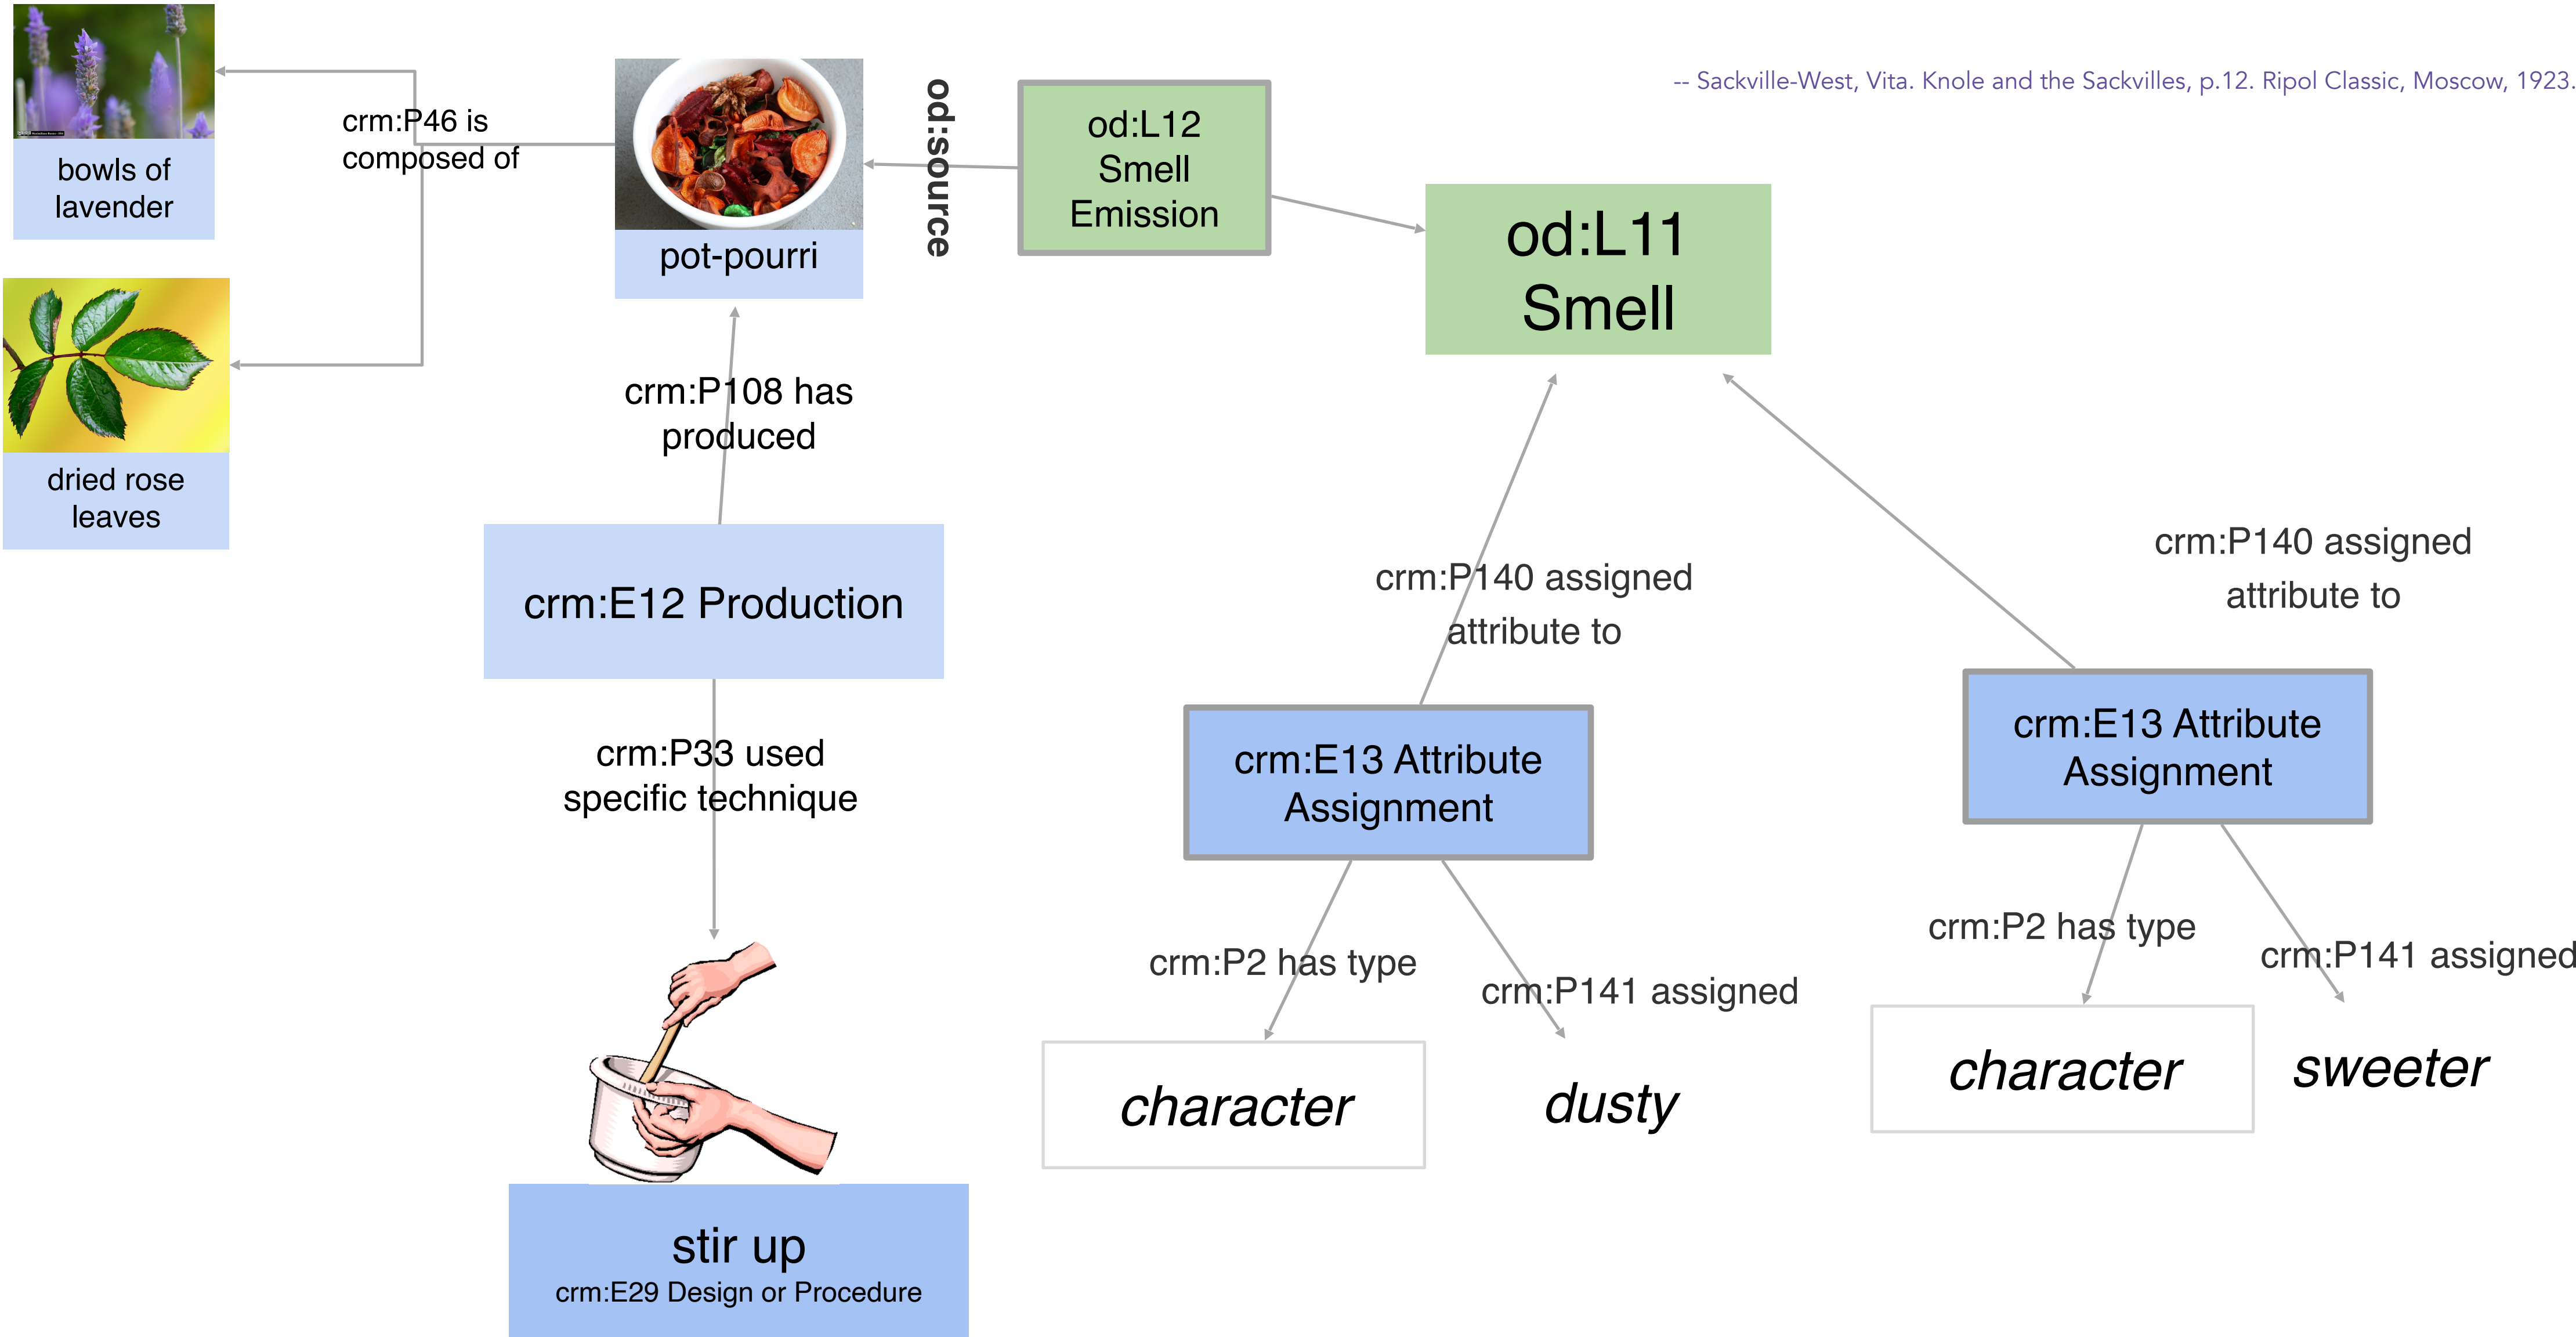 -- Sackville-West, Vita. Knole and the Sackvilles, p.12. Ripol Classic, Moscow, 1923.
crm:P46 is
composed of
bowls of
lavender
dried rose
leaves
pot-pourri
od:source
od:L12
Smell
Emission
od:L11
Smell
crm:P108 has
produced
crm:E12 Production
crm:P33 used
specific technique
stir up
crm:E29 Design or Procedure
crm:P140 assigned
attribute to
crm:E13 Attribute
Assignment
crm:P2 has type
crm:P141 assigned
character
dusty
crm:P140 assigned
attribute to
crm:E13 Attribute
Assignment
crm:P2 has type
crm:P141 assigned
character
sweeter